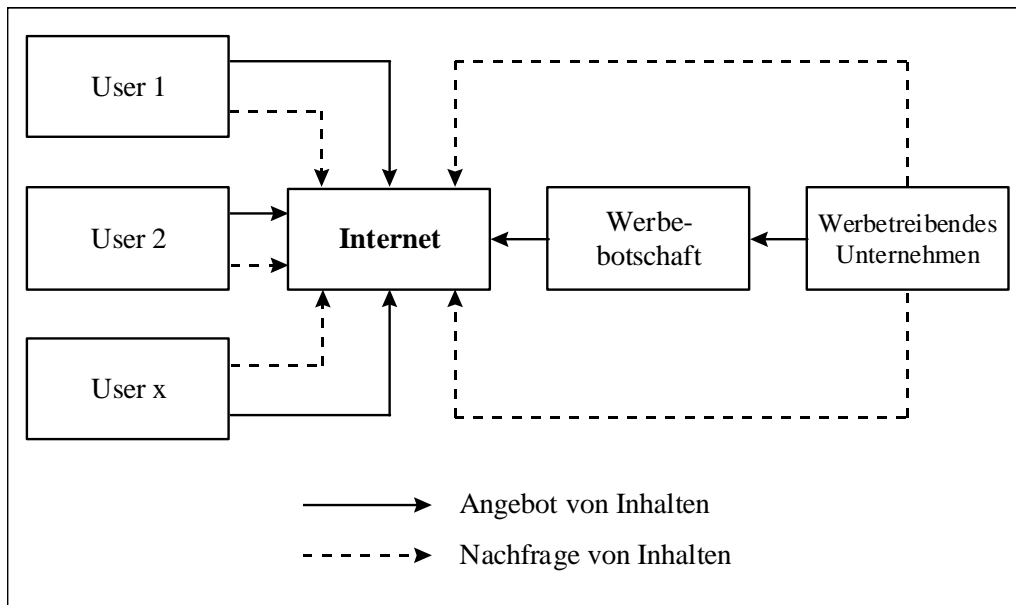 User 1
User 2
User x
Internet
Werbe-
botschaft
Werbetreibendes
Unternehmen
Angebot von Inhalten
Nachfrage von Inhalten